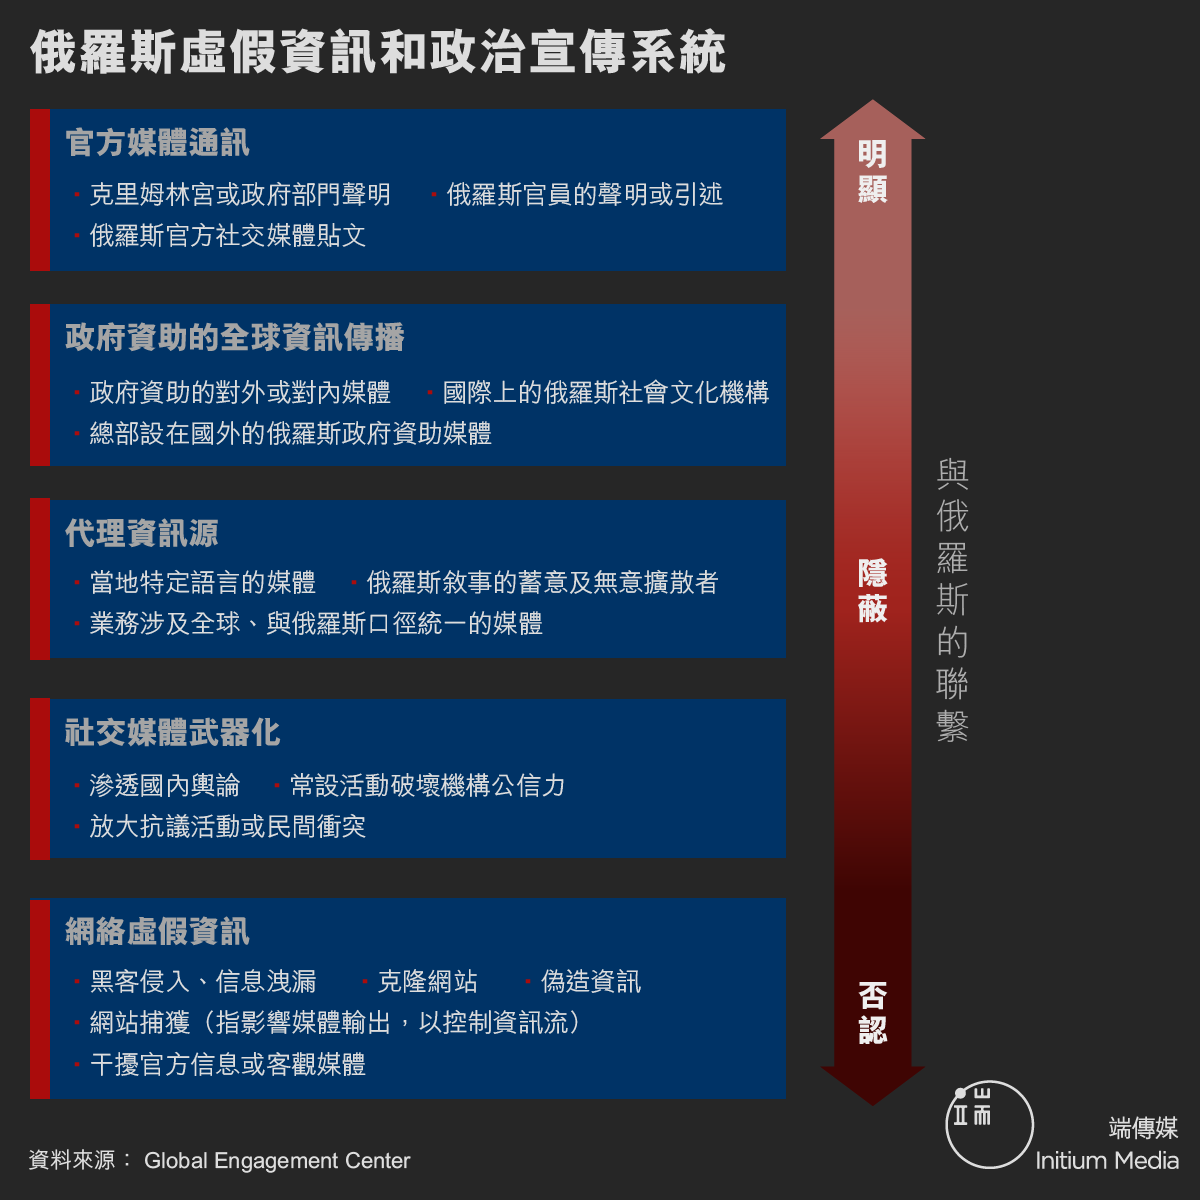 俄羅斯虛假資訊和政治宣傳系統
官方媒體通訊
· 克里姆林宮或政府部門聲明 · 俄羅斯官員的聲明或引述
· 俄羅斯官方社交媒體貼文
政府資助的全球資訊傳播
· 政府資助的對外或對內媒體 · 國際上的俄羅斯社會文化機構
· 總部設在國外的俄羅斯政府資助媒體
代理資訊源
· 當地特定語言的媒體 · 俄羅斯敘事的蓄意及無意擴散者
· 業務涉及全球、與俄羅斯口徑統一的媒體
社交媒體武器化
· 滲透國內輿論 · 常設活動破壞機構公信力
· 放大抗議活動或民間衝突
網絡虛假資訊
· 黑客侵入、信息洩漏 · 克隆網站 · 偽造資訊
· 網站捕獲（指影響媒體輸出，以控制資訊流）
· 干擾官方信息或客觀媒體
明顯
隱蔽
否認
與俄羅斯的聯繫
資料來源： Global Engagement Center
端
端傳媒
Initium Media